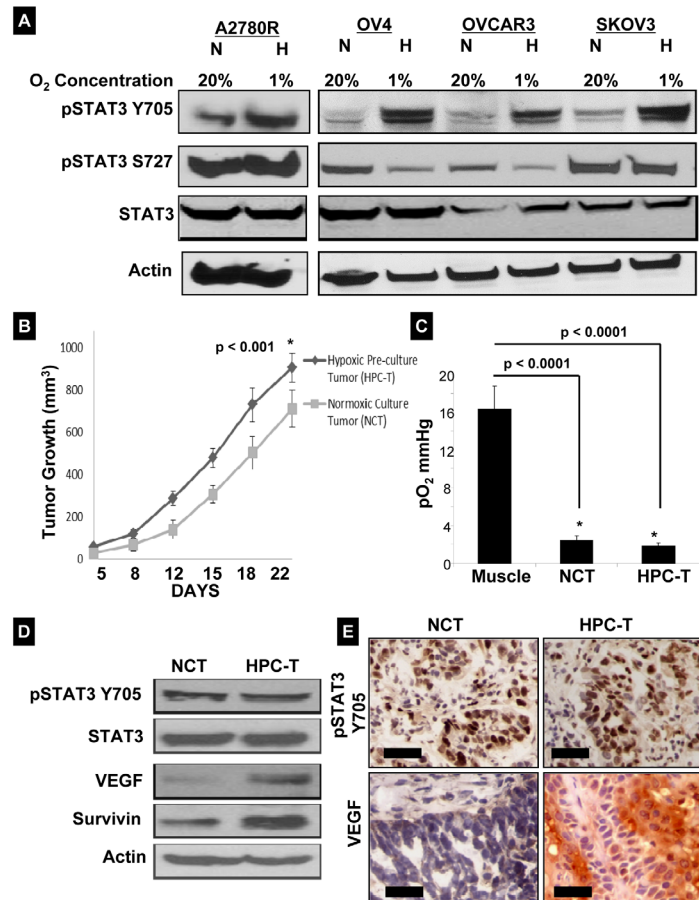 A
A2780R OV4 OVCAR3 SKOV3
N H N H N H N H
O₂ Concentration 20% 1% 20% 1% 20% 1% 20% 1%
pSTAT3 Y705
pSTAT3 S727
STAT3
Actin
B
Tumor Growth (mm³)
1000
800
600
400
200
0
p < 0.001 *
Hypoxic Pre-culture
Tumor (HPC-T)
Normoxic Culture
Tumor (NCT)
5 8 12 15 18 22
DAYS
C
p < 0.0001
p < 0.0001
pO₂ mmHg
20
16
12
8
4
0
* *
Muscle NCT HPC-T
D
NCT HPC-T
pSTAT3 Y705
STAT3
VEGF
Survivin
Actin
E
NCT HPC-T
pSTAT3
Y705
VEGF